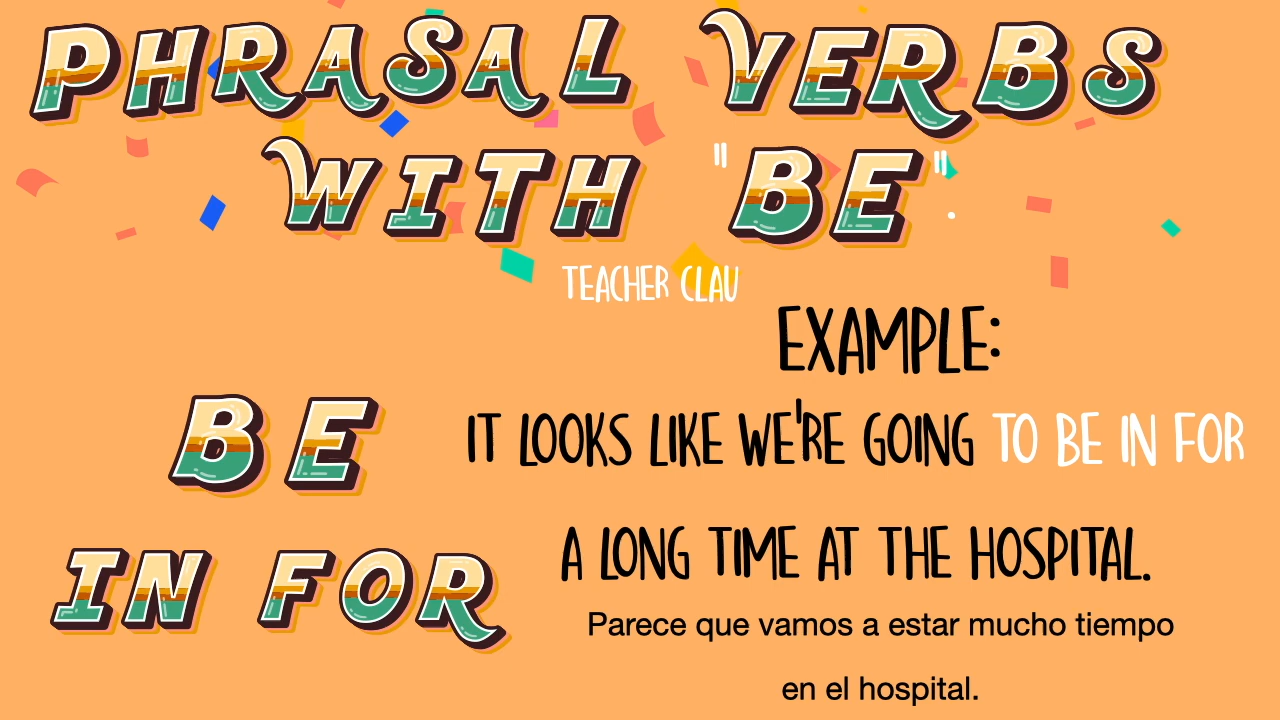 PHRASAL VERBS
WITH "BE".
TEACHER CLAU
EXAMPLE:
BE
IN FOR
IT LOOKS LIKE WE'RE GOING TO BE IN FOR
A LONG TIME AT THE HOSPITAL.
Parece que vamos a estar mucho tiempo
en el hospital.